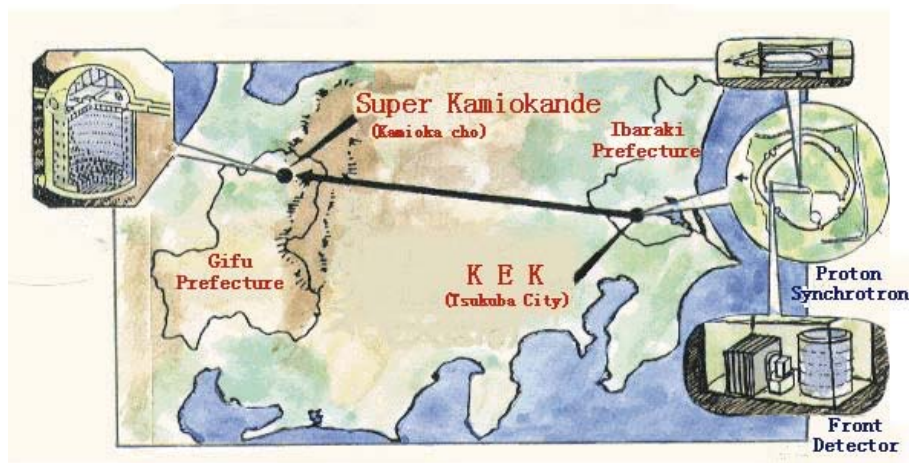 Super Kamiokande
(Kamioka cho)
Ibaraki
Prefecture
Gifu
Prefecture
K E K
(Tsukuba City)
Proton
Synchrotron
Front
Detector